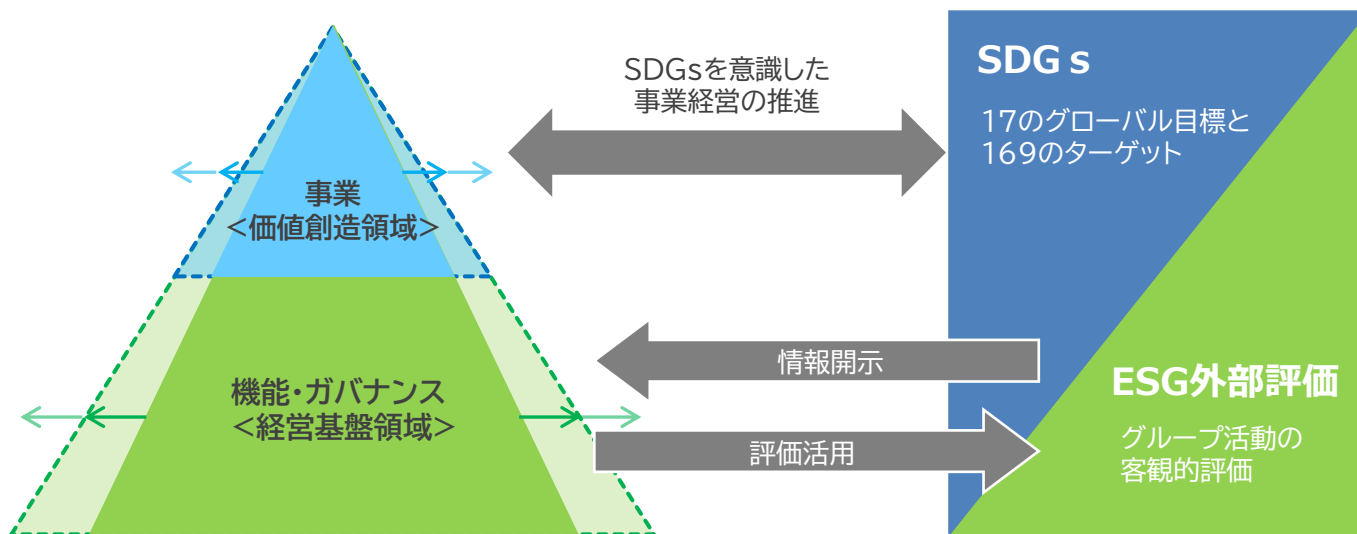 SDGsを意識した
事業経営の推進
事業
<価値創造領域>
機能・ガバナンス
<経営基盤領域>
情報開示
評価活用
SDGs
17のグローバル目標と
169のターゲット
ESG外部評価
グループ活動の
客観的評価